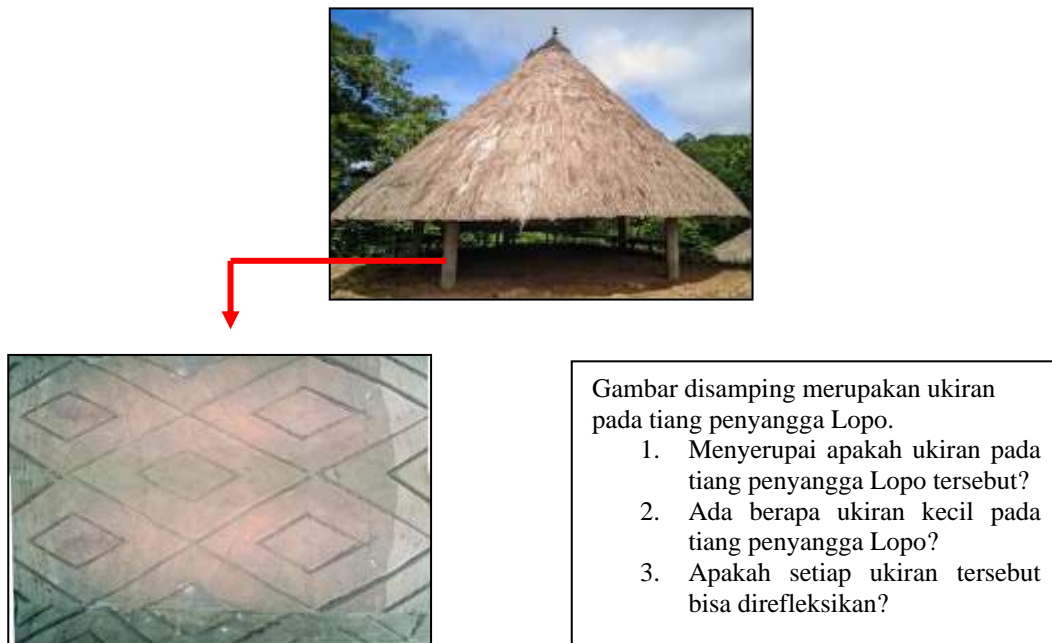 Gambar disamping merupakan ukiran
pada tiang penyangga Lopo.
1. Menyerupai apakah ukiran pada
tiang penyangga Lopo tersebut?
2. Ada berapa ukiran kecil pada
tiang penyangga Lopo?
3. Apakah setiap ukiran tersebut
bisa direfleksikan?